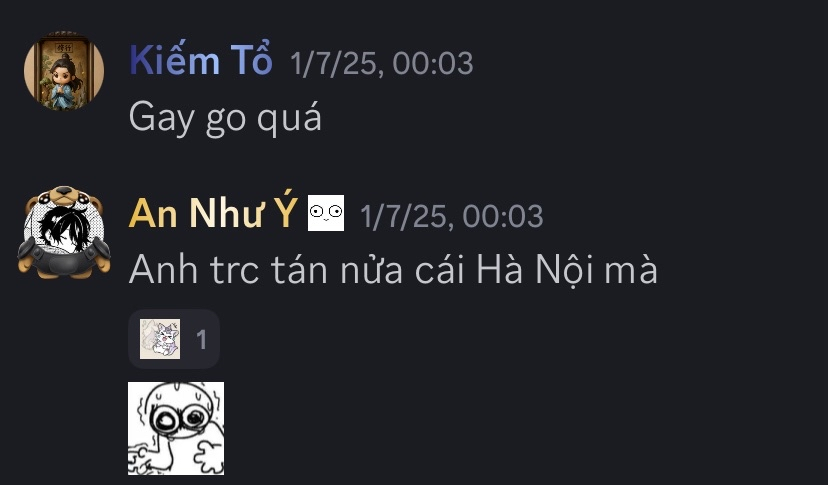 Kiếm Tổ 1/7/25, 00:03
Gay go quá
An Như Ý 1/7/25, 00:03
Anh trc tán nửa cái Hà Nội mà
1